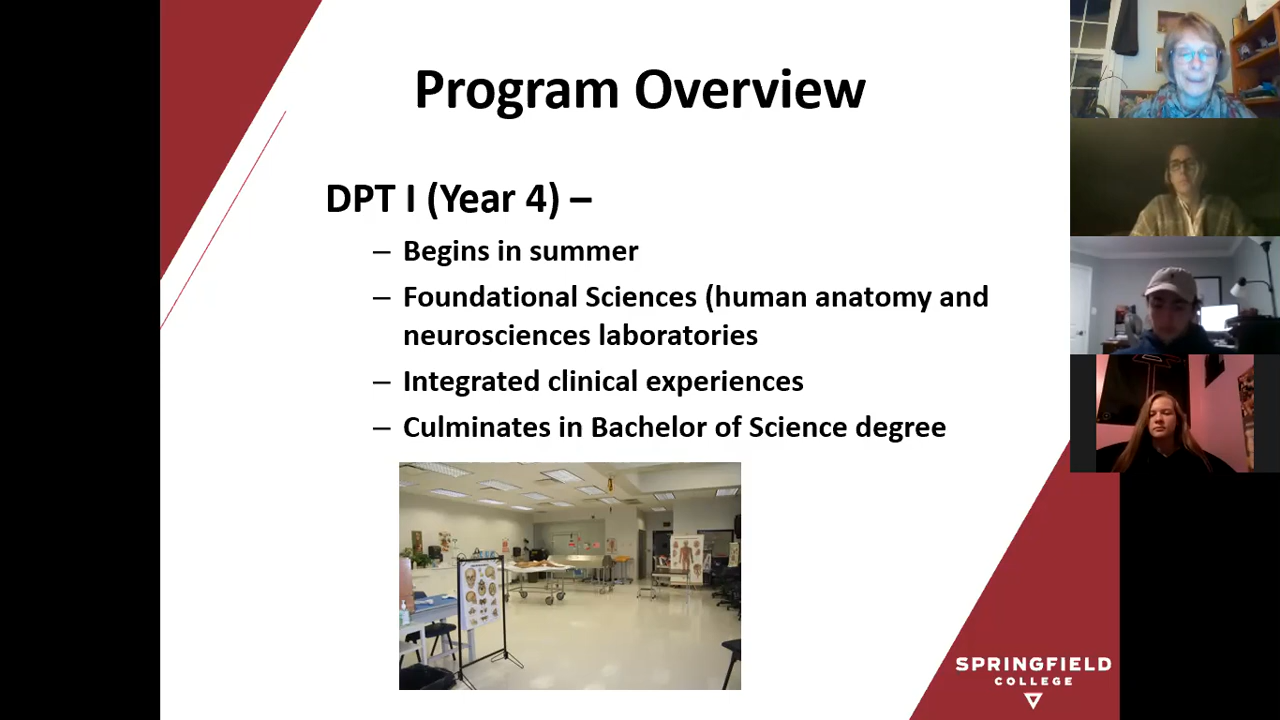 Program Overview
DPT I (Year 4) –
– Begins in summer
– Foundational Sciences (human anatomy and
neurosciences laboratories
– Integrated clinical experiences
– Culminates in Bachelor of Science degree
SPRINGFIELD
COLLEGE